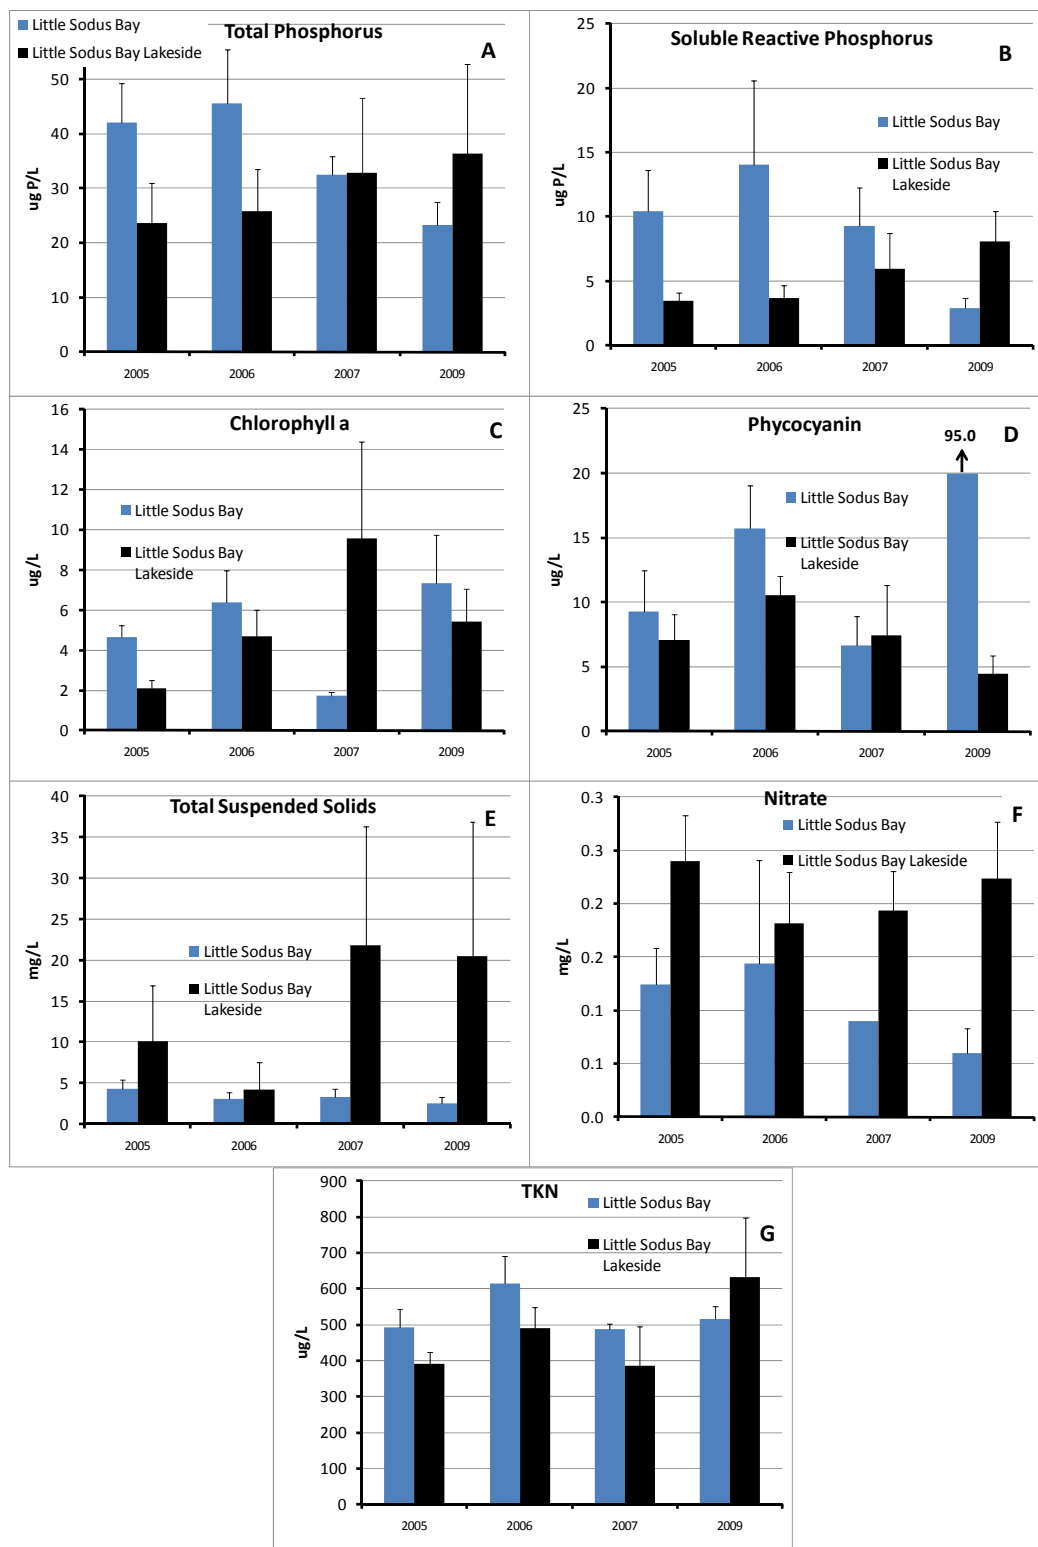 Little Sodus Bay
Little Sodus Bay Lakeside
Total Phosphorus
A
50
40
30
20
10
0
ug P/L
2005 2006 2007 2009
Soluble Reactive Phosphorus
B
25
20
15
10
5
0
ug P/L
Little Sodus Bay
Little Sodus Bay
Lakeside
2005 2006 2007 2009
Chlorophyll a
C
16
14
12
10
8
6
4
2
0
ug/L
Little Sodus Bay
Little Sodus Bay
Lakeside
2005 2006 2007 2009
Phycocyanin
D
95.0
25
20
15
10
5
0
ug/L
Little Sodus Bay
Little Sodus Bay
Lakeside
2005 2006 2007 2009
Total Suspended Solids
E
40
35
30
25
20
15
10
5
0
mg/L
Little Sodus Bay
Little Sodus Bay
Lakeside
2005 2006 2007 2009
Nitrate
F
0.3
0.3
0.2
0.2
0.1
0.1
0.0
mg/L
Little Sodus Bay
Little Sodus Bay Lakeside
2005 2006 2007 2009
TKN
G
900
800
700
600
500
400
300
200
100
0
ug/L
Little Sodus Bay
Little Sodus Bay
Lakeside
2005 2006 2007 2009